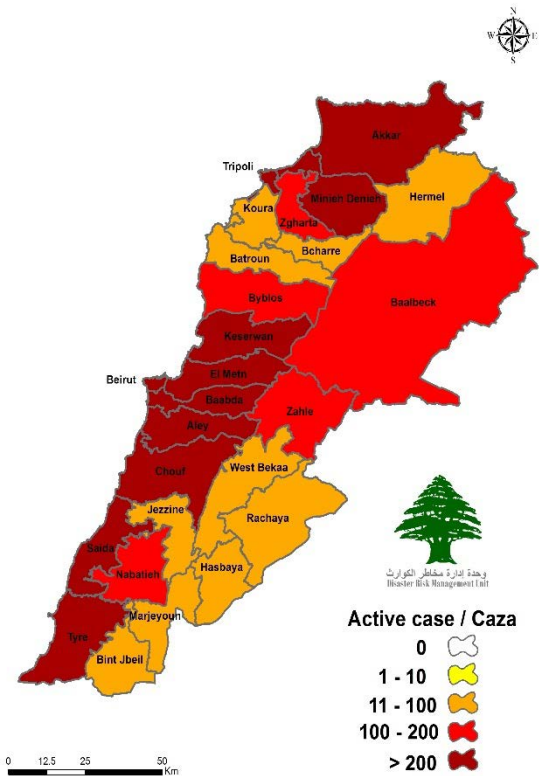 N
W E
S
Akkar
Tripoli
Minieh Denieh
Hermel
Koura
Zgharta
Bcharre
Batroun
Baalbeck
Byblos
Keserwan
El Metn
Beirut
Baabda
Zahle
Aley
West Bekaa
Chouf
Jezzine
Rachaya
Saida
Hasbaya
Nabatieh
Marjeyoun
Tyre
Bint Jbeil
وحدة إدارة مخاطر الكوارث
Disaster Risk Management Unit
Active case / Caza
0
1 - 10
11 - 100
100 - 200
> 200
0 12.5 25 50
Km